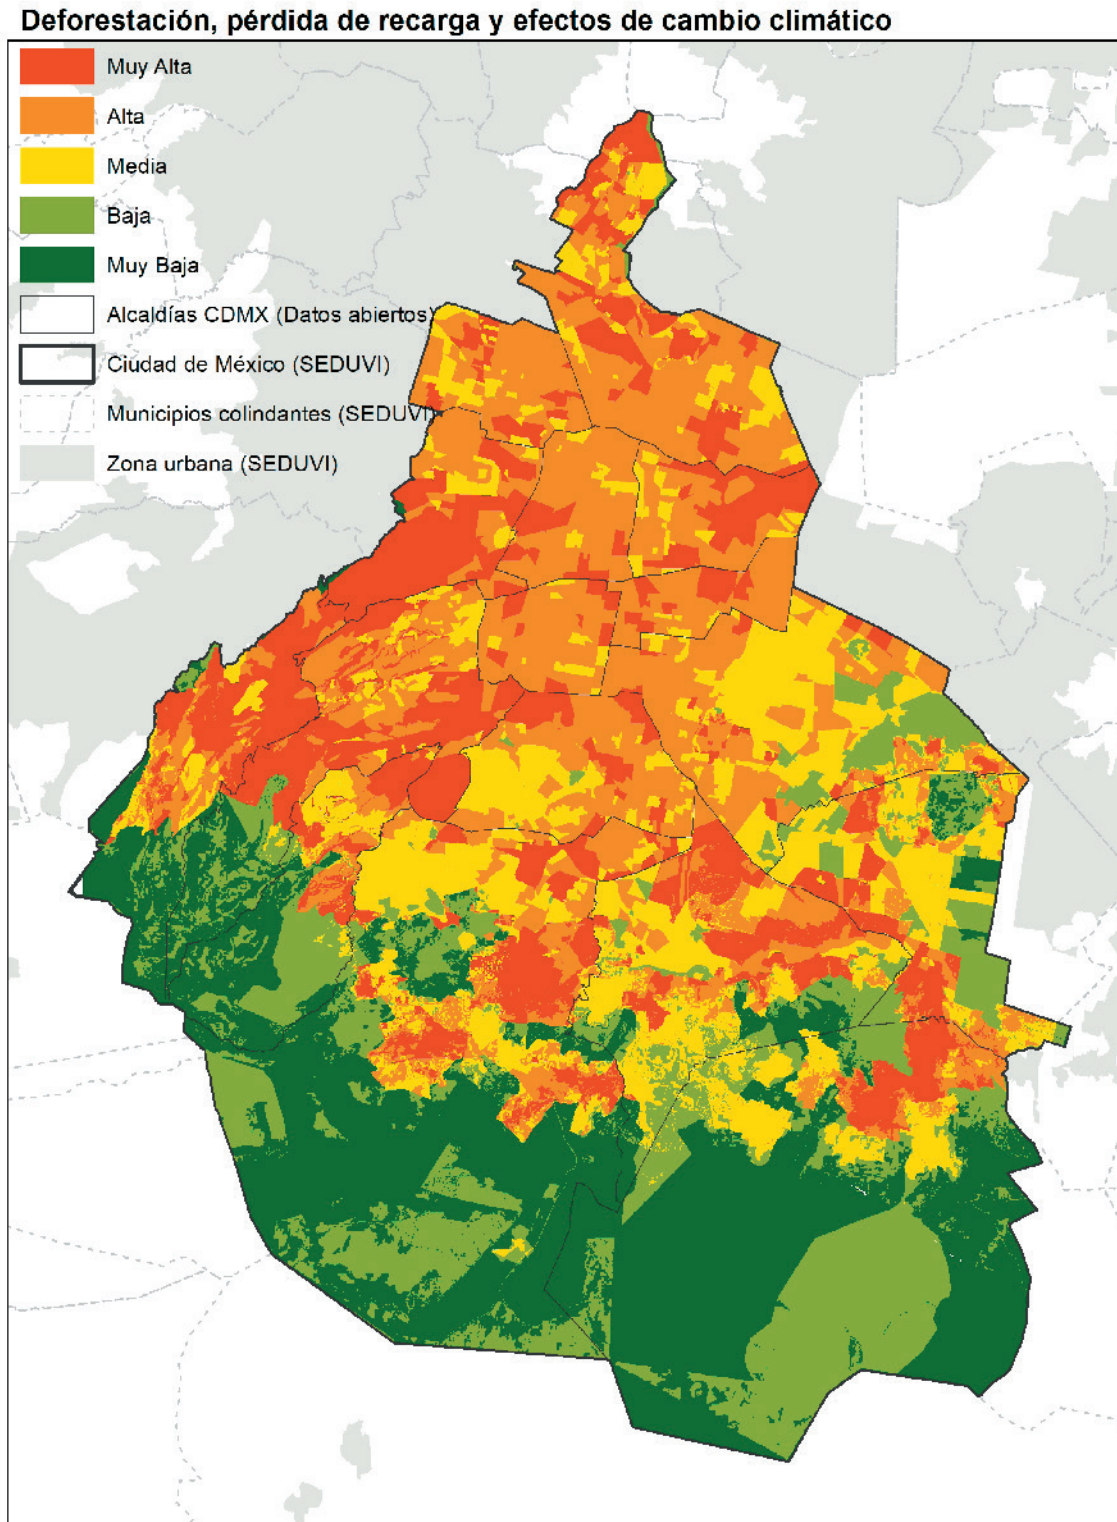 Deforestación, pérdida de recarga y efectos de cambio climático
Muy Alta
Alta
Media
Baja
Muy Baja
Alcaldías CDMX (Datos abiertos)
Ciudad de México (SEDUVI)
Municipios colindantes (SEDUVI)
Zona urbana (SEDUVI)